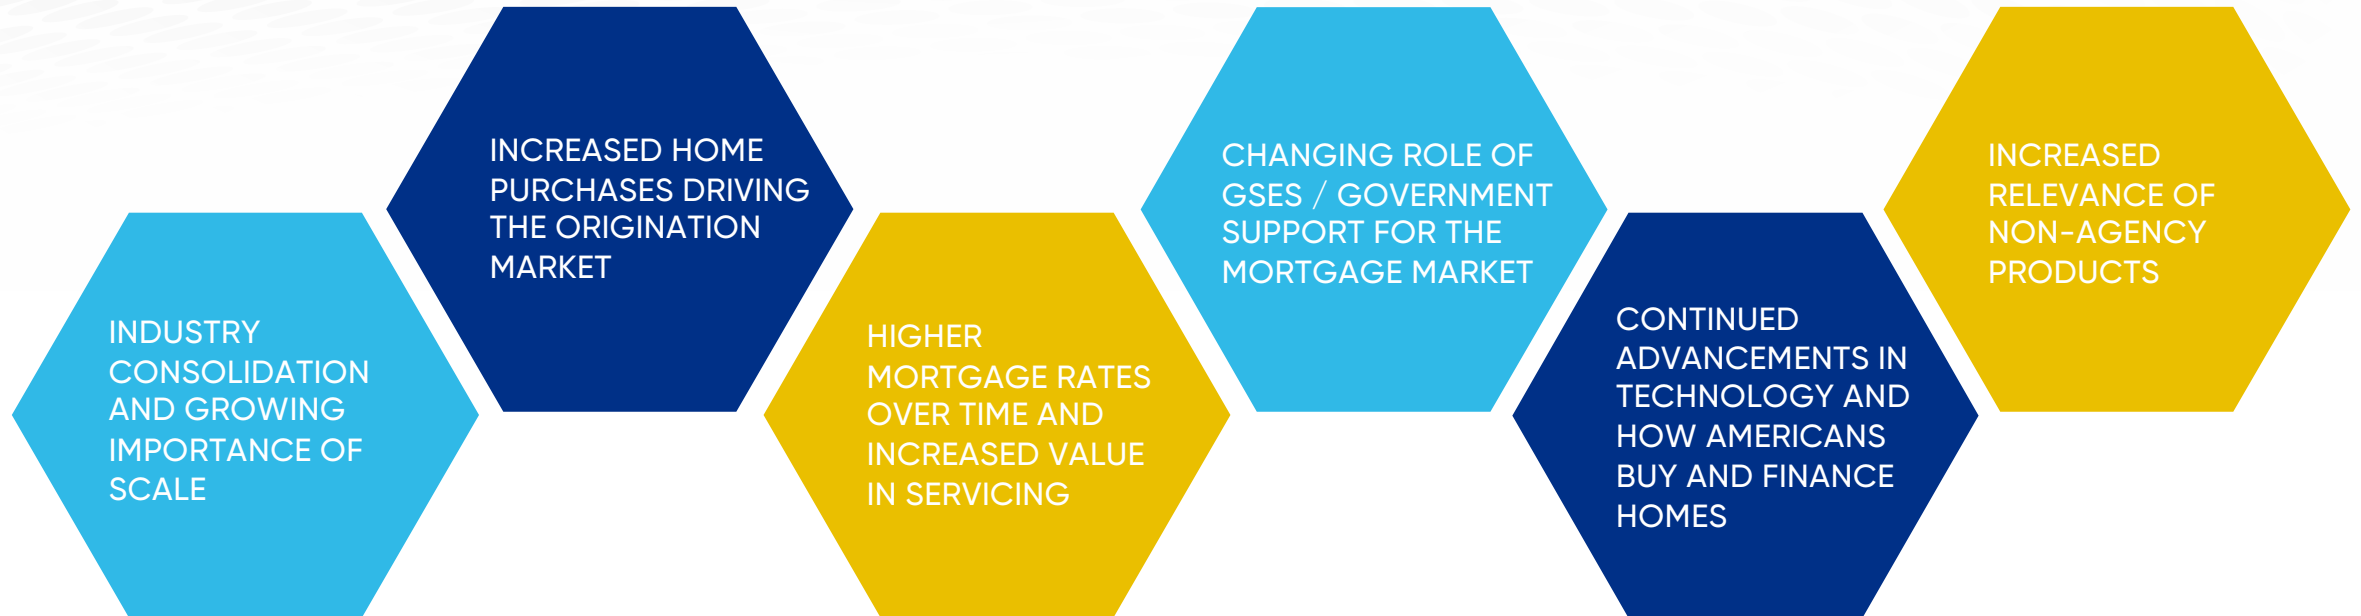 INDUSTRY
CONSOLIDATION
AND GROWING
IMPORTANCE OF
SCALE
INCREASED HOME
PURCHASES DRIVING
THE ORIGINATION
MARKET
HIGHER
MORTGAGE RATES
OVER TIME AND
INCREASED VALUE
IN SERVICING
CHANGING ROLE OF
GSES / GOVERNMENT
SUPPORT FOR THE
MORTGAGE MARKET
CONTINUED
ADVANCEMENTS IN
TECHNOLOGY AND
HOW AMERICANS
BUY AND FINANCE
HOMES
INCREASED
RELEVANCE OF
NON-AGENCY
PRODUCTS